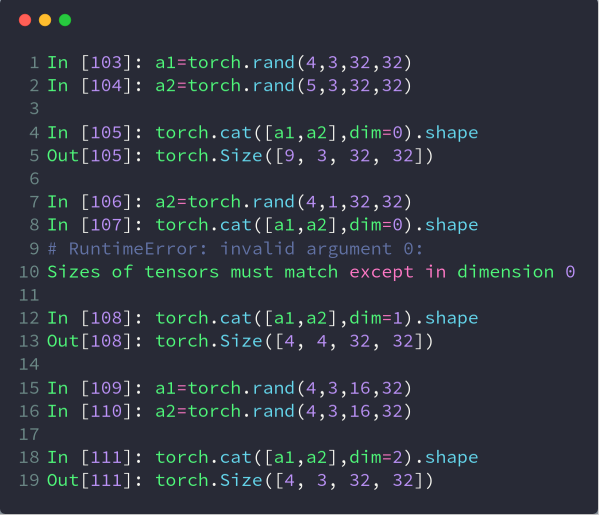 1 In [103]: a1=torch.rand(4,3,32,32)
2 In [104]: a2=torch.rand(5,3,32,32)
3
4 In [105]: torch.cat([a1,a2],dim=0).shape
5 Out[105]: torch.Size([9, 3, 32, 32])
6
7 In [106]: a2=torch.rand(4,1,32,32)
8 In [107]: torch.cat([a1,a2],dim=0).shape
9 # RuntimeError: invalid argument 0:
10 Sizes of tensors must match except in dimension 0
11
12 In [108]: torch.cat([a1,a2],dim=1).shape
13 Out[108]: torch.Size([4, 4, 32, 32])
14
15 In [109]: a1=torch.rand(4,3,16,32)
16 In [110]: a2=torch.rand(4,3,16,32)
17
18 In [111]: torch.cat([a1,a2],dim=2).shape
19 Out[111]: torch.Size([4, 3, 32, 32])